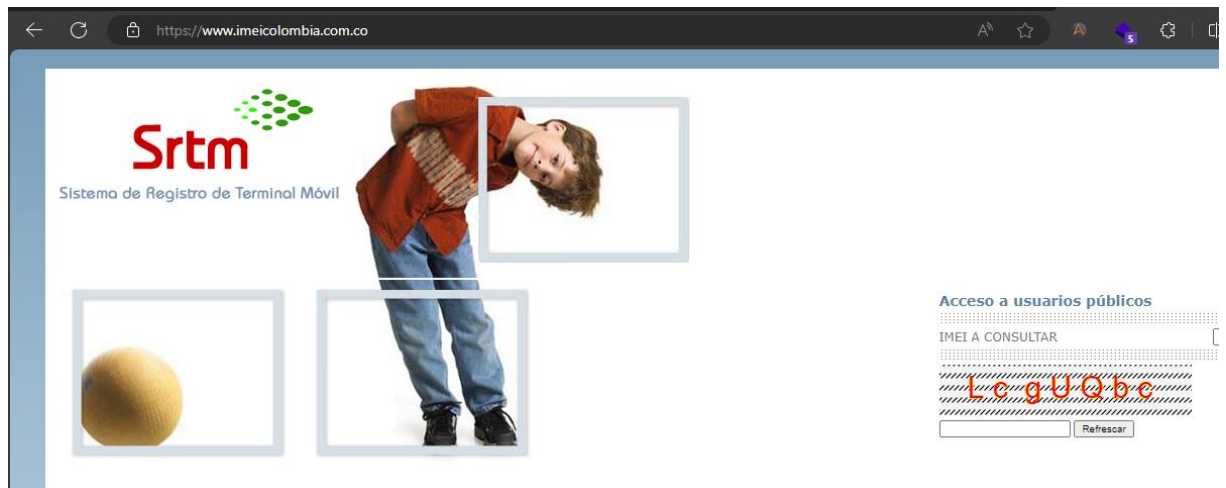 https://www.imeicolombia.com.co
Srtm
Sistema de Registro de Terminal Móvil
Acceso a usuarios públicos
IMEI A CONSULTAR
L c g U Q b c
Refrescar